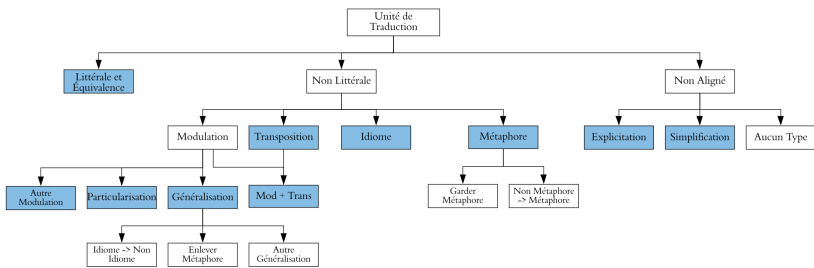 Unité de
Traduction
Littérale et
Équivalence
Non Littérale
Non Aligné
Modulation
Transposition
Idiome
Métaphore
Explicitation
Simplification
Aucun Type
Autre
Modulation
Particularisation
Généralisation
Mod + Trans
Garder
Métaphore
Non Métaphore
-> Métaphore
Idiome -> Non
Idiome
Enlever
Métaphore
Autre
Généralisation